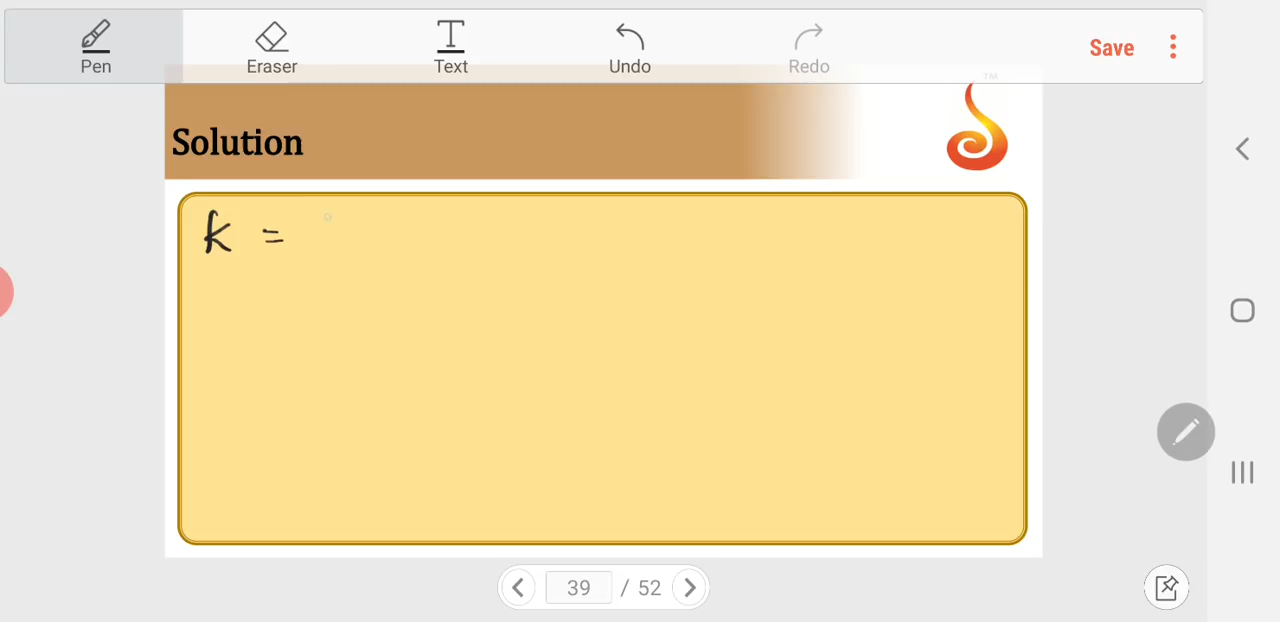 Pen
Eraser
Text
Undo
Redo
Save
TM
Solution
k =
39 / 52